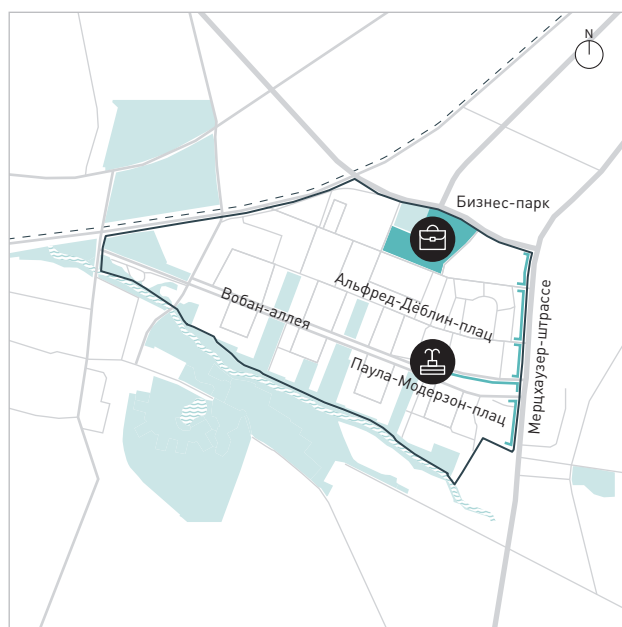 N
Бизнес-парк
Альфред-Дёблин-плац
Вобан-аллея
Мерцхаузер-штрассе
Паула-Модерзон-плац